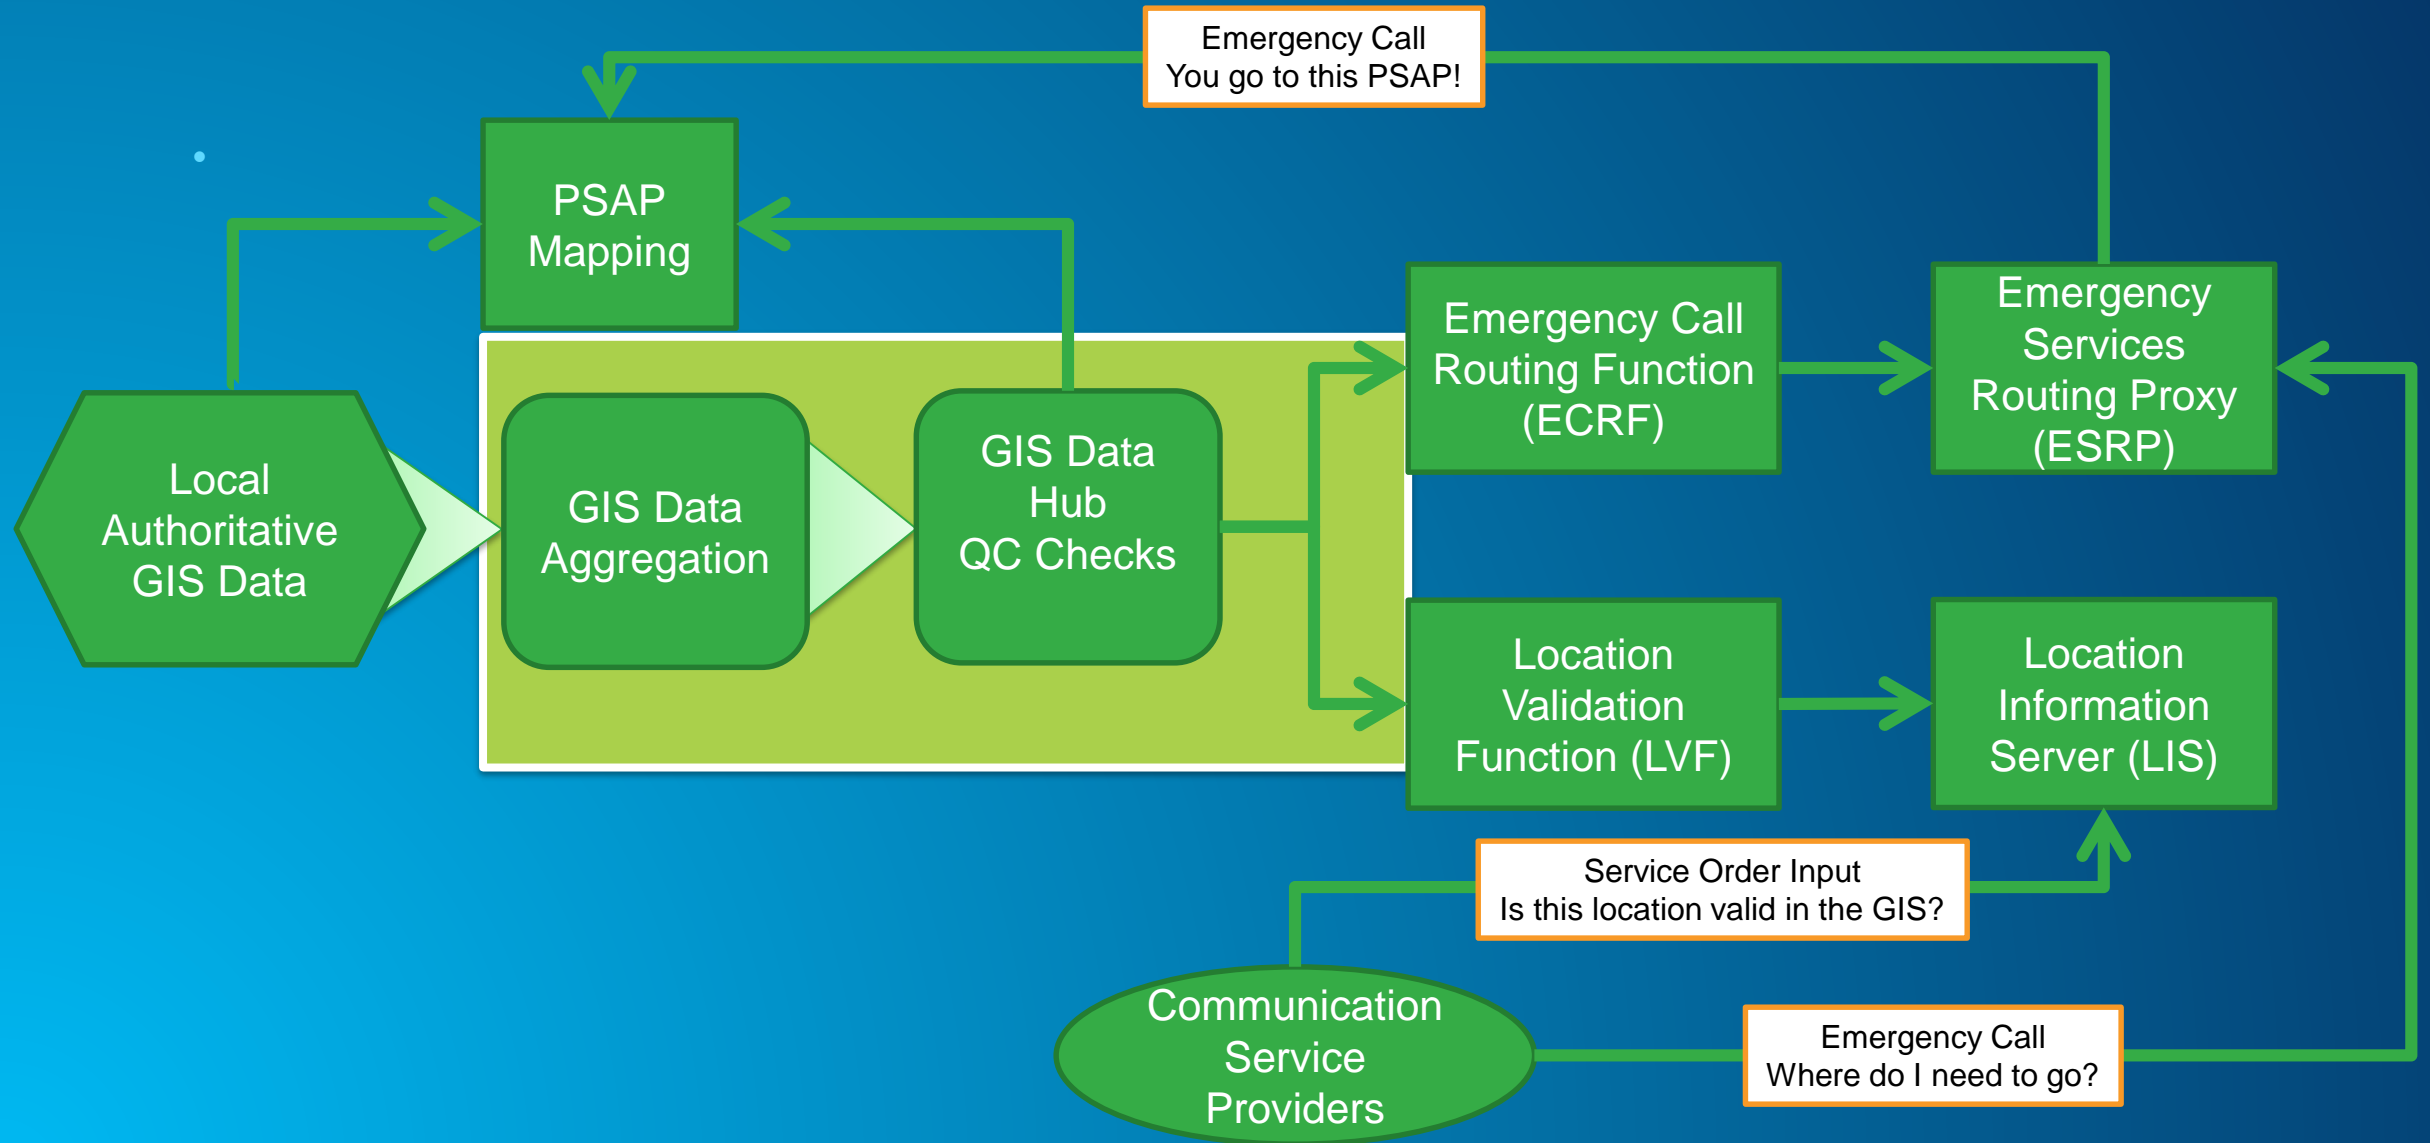 Emergency Call
You go to this PSAP!
PSAP
Mapping
Emergency Call
Routing Function
(ECRF)
Emergency
Services
Routing Proxy
(ESRP)
Local
Authoritative
GIS Data
GIS Data
Aggregation
GIS Data
Hub
QC Checks
Location
Validation
Function (LVF)
Location
Information
Server (LIS)
Service Order Input
Is this location valid in the GIS?
Communication
Service
Providers
Emergency Call
Where do I need to go?